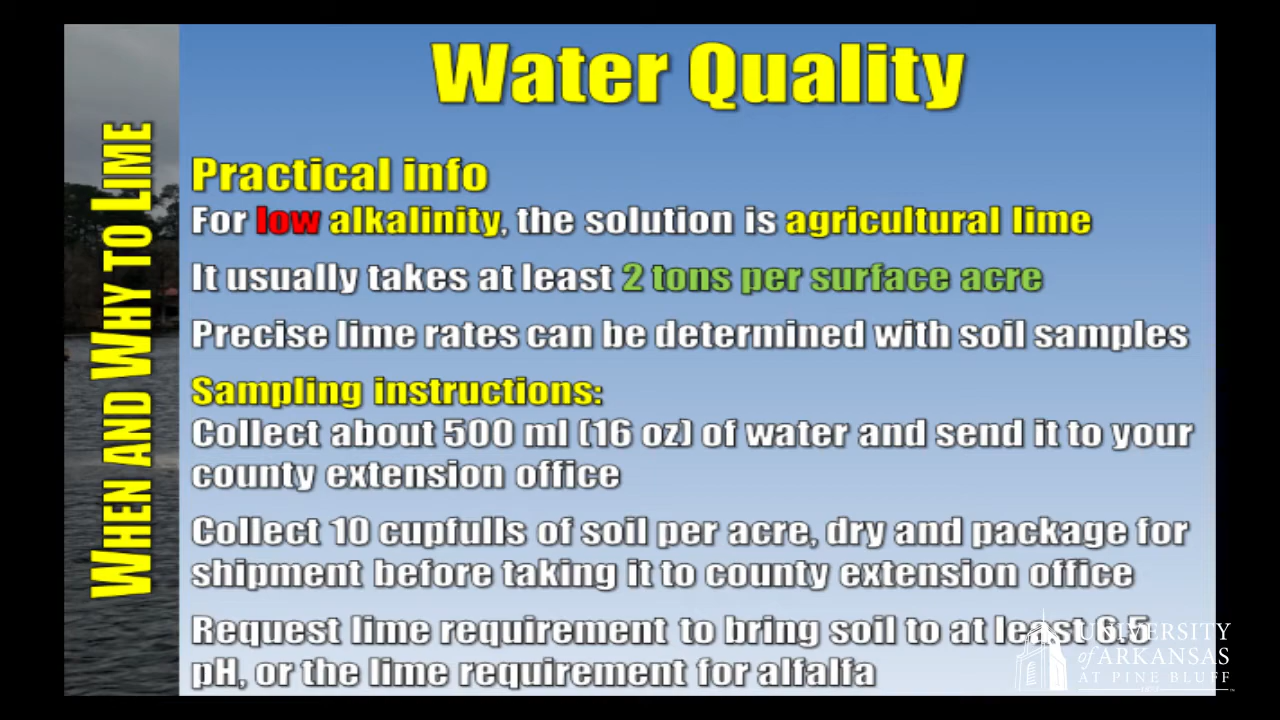 Water Quality
WHEN AND WHY TO LIME
Practical info
For low alkalinity, the solution is agricultural lime
It usually takes at least 2 tons per surface acre
Precise lime rates can be determined with soil samples
Sampling instructions:
Collect about 500 ml (16 oz) of water and send it to your
county extension office
Collect 10 cupfulls of soil per acre, dry and package for
shipment before taking it to county extension office
Request lime requirement to bring soil to at least
pH, or the lime requirement for alfalfa
UNIVERSITY
of ARKANSAS
AT PINE BLUFF